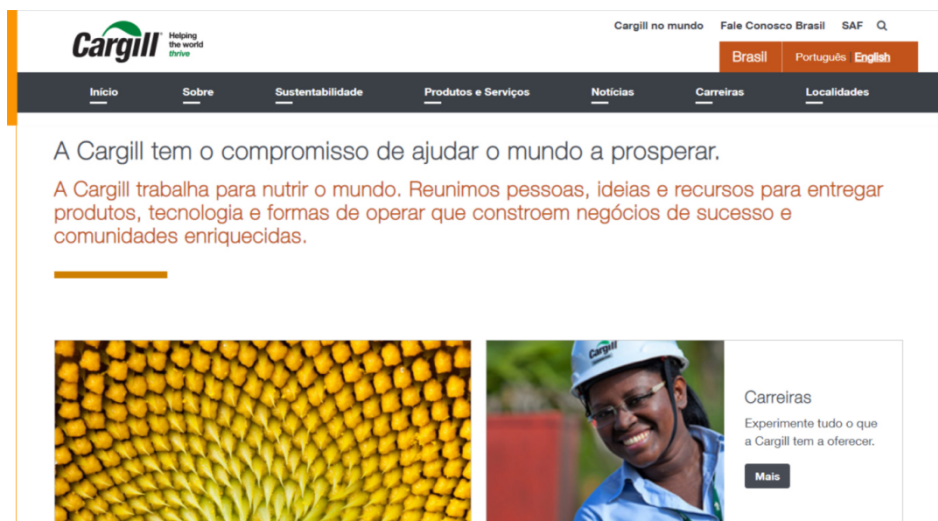 Cargill no mundo Fale Conosco Brasil SAF
Cargill Helping
the world
thrive
Brasil Português | English
Início Sobre Sustentabilidade Produtos e Serviços Notícias Carreiras Localidades
A Cargill tem o compromisso de ajudar o mundo a prosperar.
A Cargill trabalha para nutrir o mundo. Reunimos pessoas, ideias e recursos para entregar
produtos, tecnologia e formas de operar que constroem negócios de sucesso e
comunidades enriquecidas.
Cargill
Carreiras
Experimente tudo o que
a Cargill tem a oferecer.
Mais